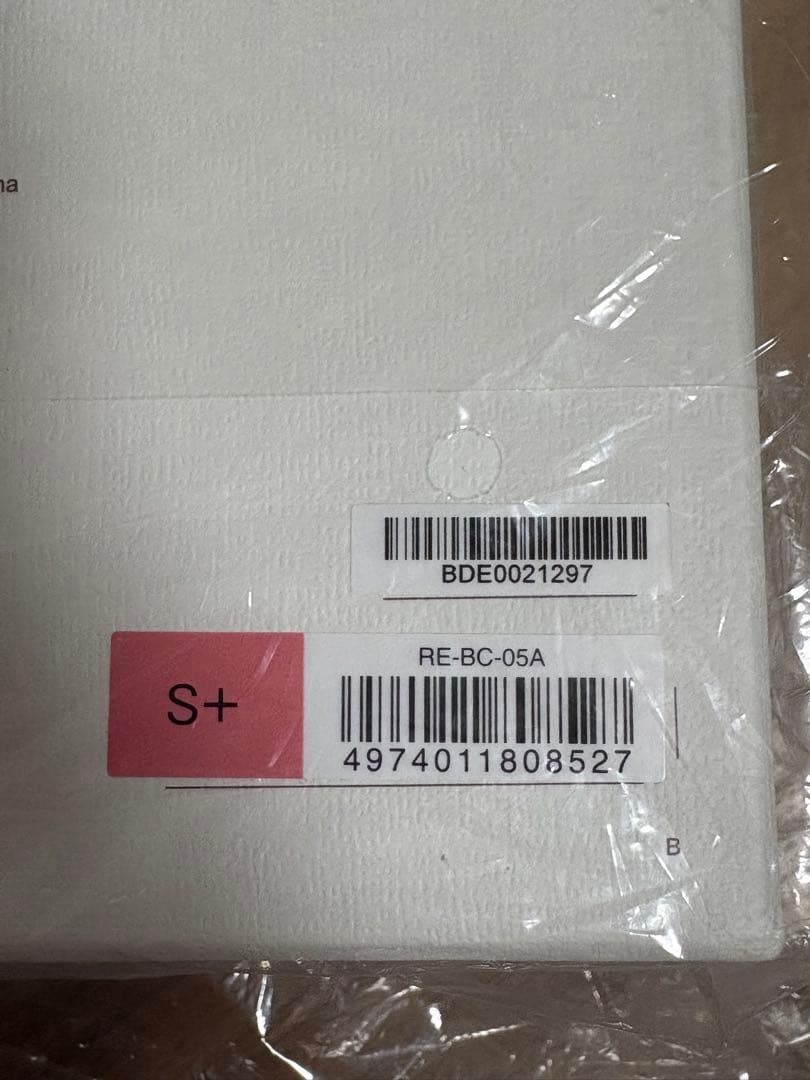 na
BDE0021297
S+
RE-BC-05A
4974011808527
B